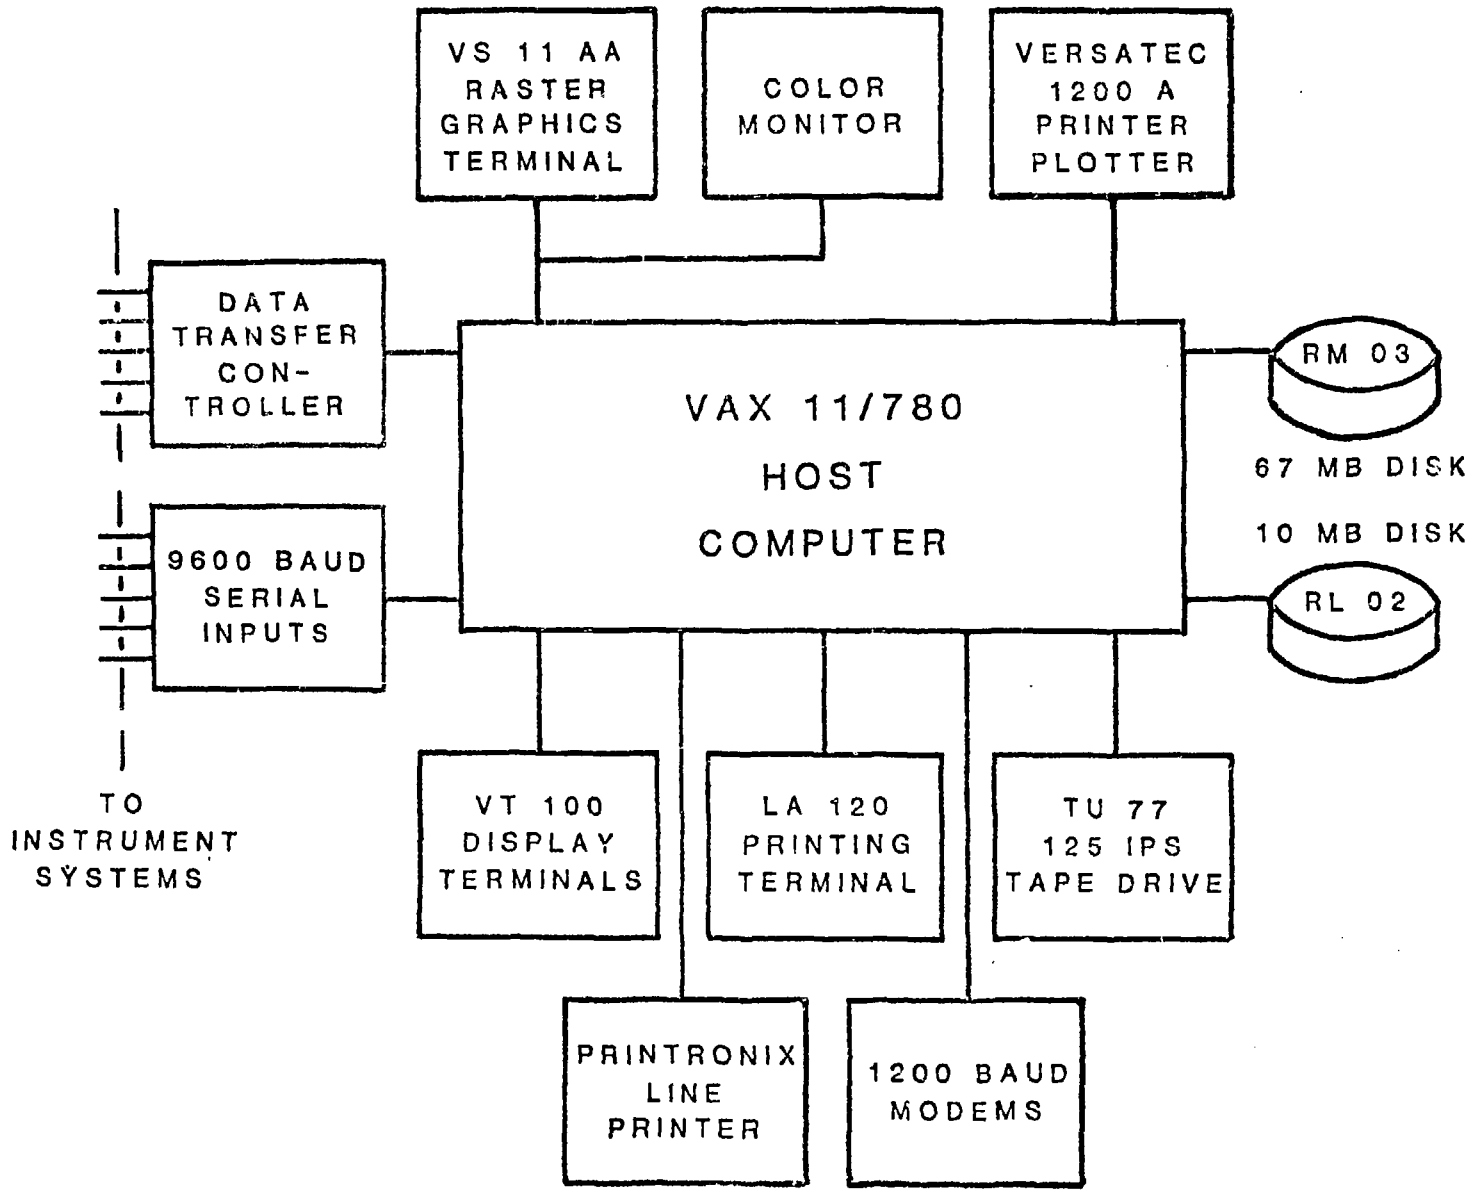 VS 11 AA
RASTER
GRAPHICS
TERMINAL
COLOR
MONITOR
VERSATEC
1200 A
PRINTER
PLOTTER
DATA
TRANSFER
CON-
TROLLER
VAX 11/780
HOST
COMPUTER
RM 03
67 MB DISK
10 MB DISK
RL 02
9600 BAUD
SERIAL
INPUTS
TO
INSTRUMENT
SYSTEMS
VT 100
DISPLAY
TERMINALS
LA 120
PRINTING
TERMINAL
TU 77
125 IPS
TAPE DRIVE
PRINTRONIX
LINE
PRINTER
1200 BAUD
MODEMS